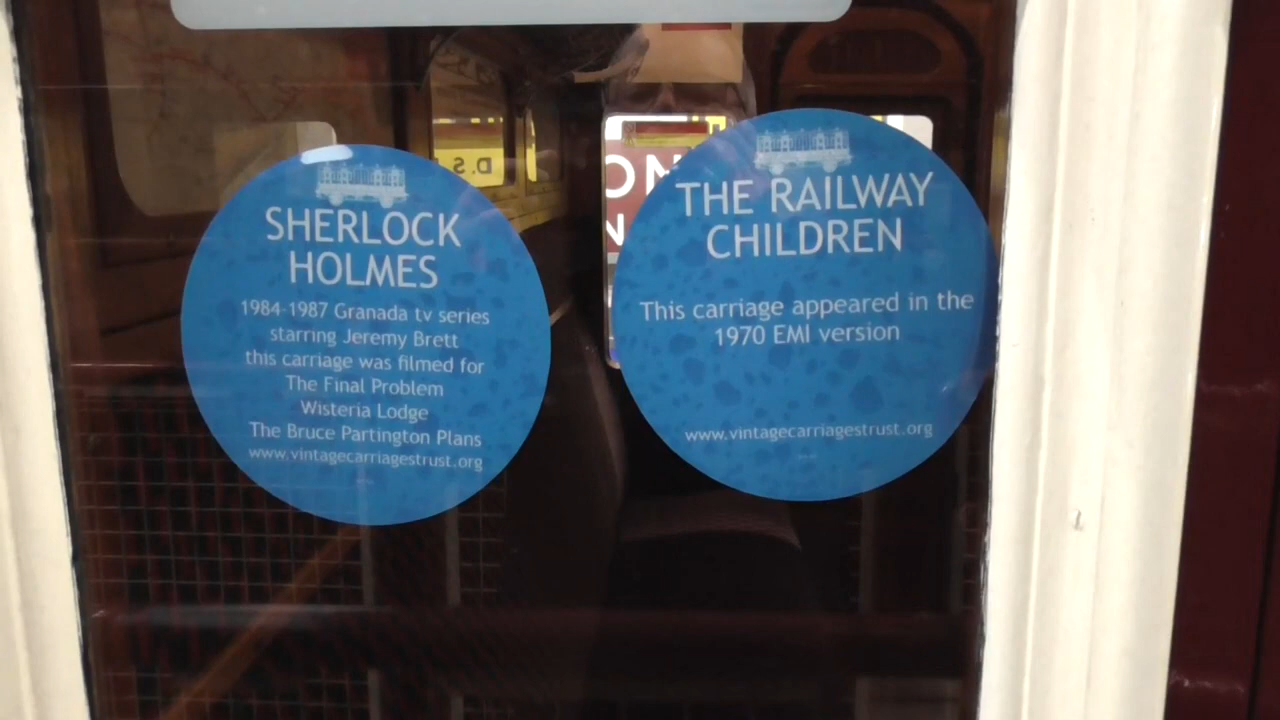 SHERLOCK
HOLMES
1984-1987 Granada tv series
starring Jeremy Brett
this carriage was filmed for
The Final Problem
Wisteria Lodge
The Bruce Partington Plans
www.vintagecarriagestrust.org
THE RAILWAY
CHILDREN
This carriage appeared in the
1970 EMI version
www.vintagecarriagestrust.org